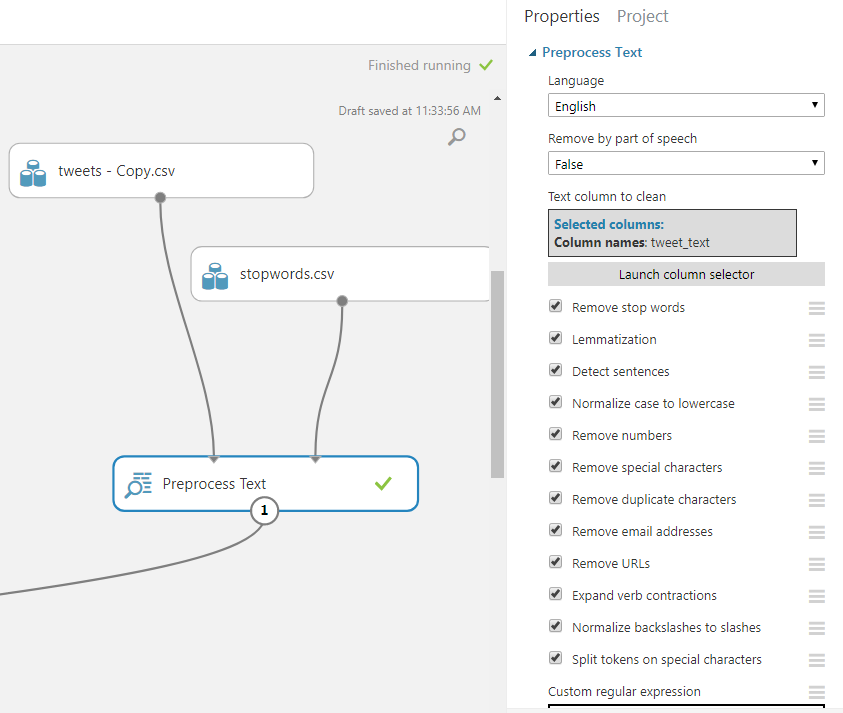 Finished running
Draft saved at 11:33:56 AM
tweets - Copy.csv
stopwords.csv
Preprocess Text
1
Properties Project
Preprocess Text
Language
English
Remove by part of speech
False
Text column to clean
Selected columns:
Column names: tweet_text
Launch column selector
Remove stop words
Lemmatization
Detect sentences
Normalize case to lowercase
Remove numbers
Remove special characters
Remove duplicate characters
Remove email addresses
Remove URLs
Expand verb contractions
Normalize backslashes to slashes
Split tokens on special characters
Custom regular expression